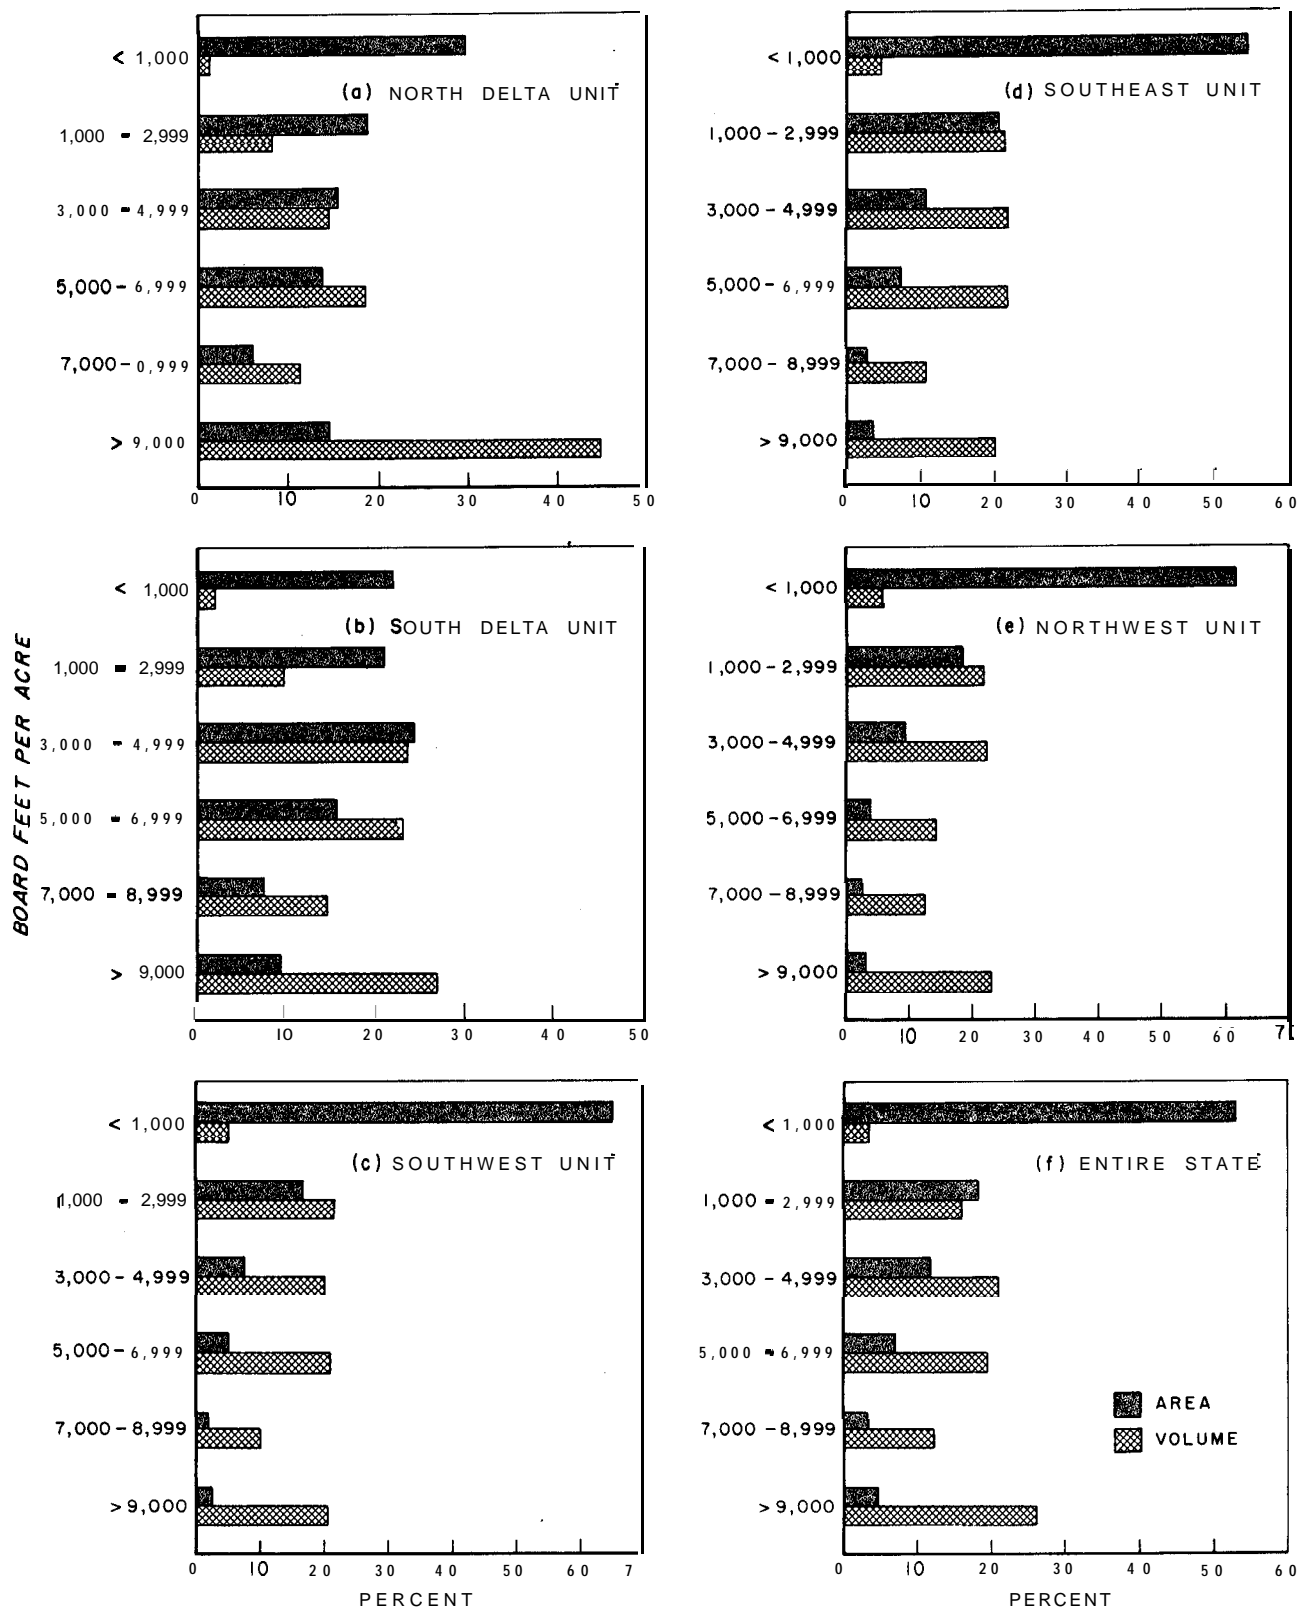 BOARD FEET PER ACRE
< 1,000
(a) NORTH DELTA UNIT
1,000 - 2,999
3,000 - 4,999
5,000 - 6,999
7,000 - 0,999
> 9,000
0 10 20 30 40 50
< 1,000
(b) SOUTH DELTA UNIT
1,000 - 2,999
3,000 - 4,999
5,000 - 6,999
7,000 - 8,999
> 9,000
0 10 20 30 40 50
< 1,000
(c) SOUTHWEST UNIT
1,000 - 2,999
3,000 - 4,999
5,000 - 6,999
7,000 - 8,999
> 9,000
0 10 20 30 40 50 60 7
PERCENT
< 1,000
(d) SOUTHEAST UNIT
1,000 - 2,999
3,000 - 4,999
5,000 - 6,999
7,000 - 8,999
> 9,000
0 10 20 30 40 50 60
< 1,000
(e) NORTHWEST UNIT
1,000 - 2,999
3,000 - 4,999
5,000 - 6,999
7,000 - 8,999
> 9,000
0 10 20 30 40 50 60 7
< 1,000
(f) ENTIRE STATE
1,000 - 2,999
3,000 - 4,999
5,000 - 6,999
7,000 - 8,999
> 9,000
AREA
VOLUME
0 10 20 30 40 50 60
PERCENT